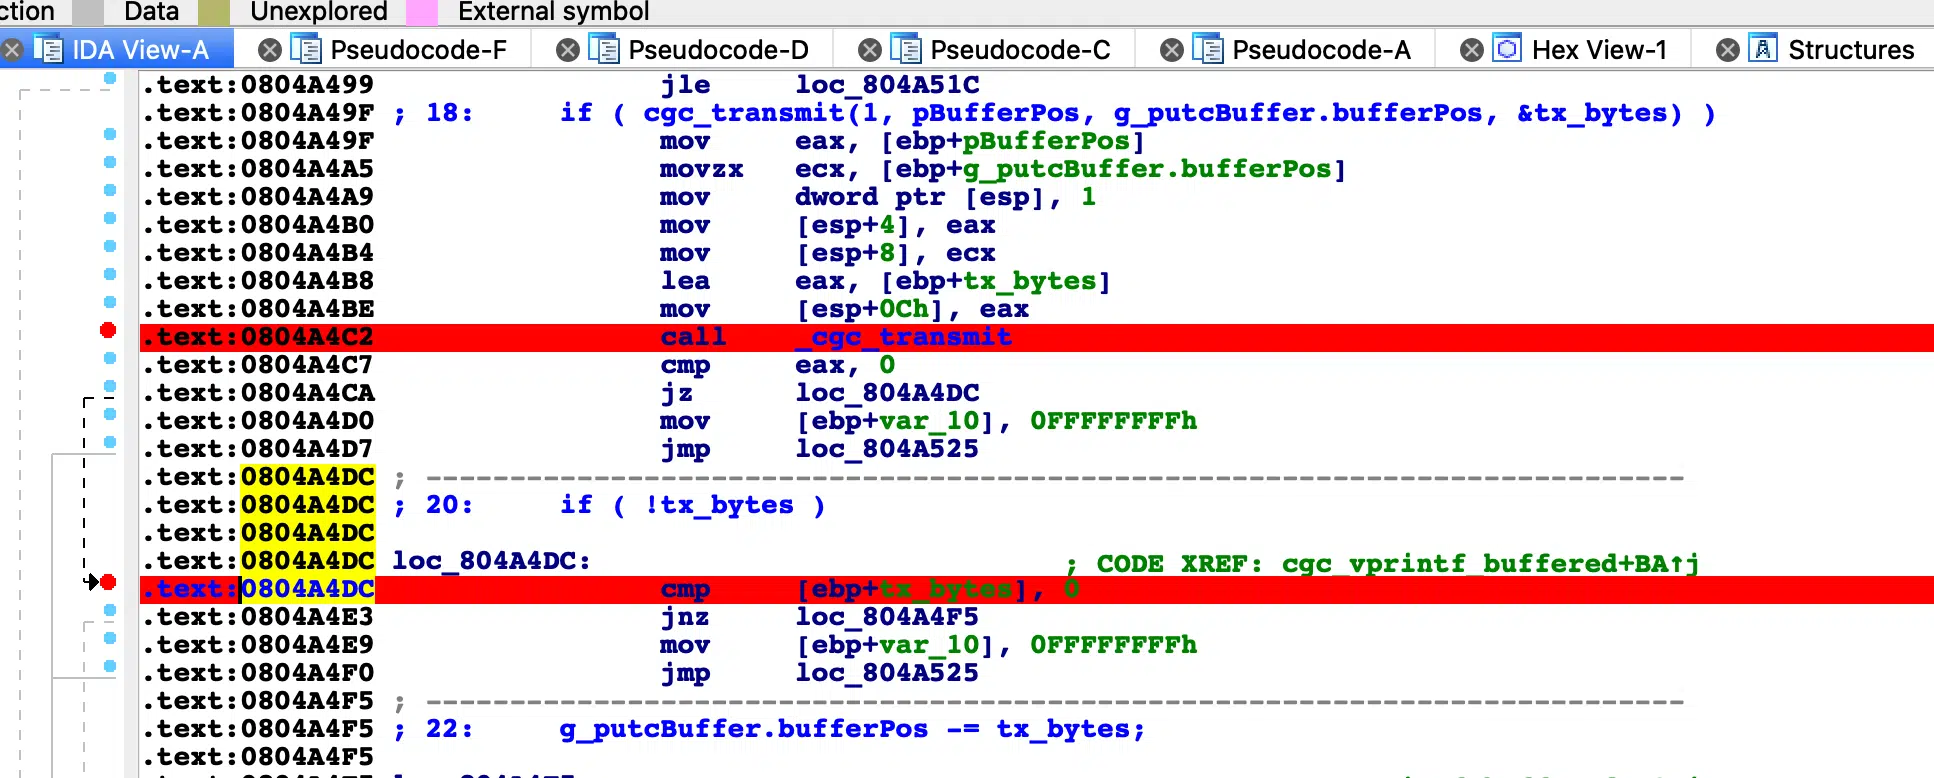 ction Data Unexplored External symbol
IDA View-A Pseudocode-F Pseudocode-D Pseudocode-C Pseudocode-A Hex View-1 Structures
.text:0804A499 jle loc_804A51C
.text:0804A49F ; 18: if ( cgc_transmit(1, pBufferPos, g_putcBuffer.bufferPos, &tx_bytes) )
.text:0804A49F mov eax, [ebp+pBufferPos]
.text:0804A4A5 movzx ecx, [ebp+g_putcBuffer.bufferPos]
.text:0804A4A9 mov dword ptr [esp], 1
.text:0804A4B0 mov [esp+4], eax
.text:0804A4B4 mov [esp+8], ecx
.text:0804A4B8 lea eax, [ebp+tx_bytes]
.text:0804A4BE mov [esp+0Ch], eax
.text:0804A4C2 call _cgc_transmit
.text:0804A4C7 cmp eax, 0
.text:0804A4CA jz loc_804A4DC
.text:0804A4D0 mov [ebp+var_10], 0FFFFFFFFh
.text:0804A4D7 jmp loc_804A525
.text:0804A4DC ; ---------------------------------------------------------------------------
.text:0804A4DC ; 20: if ( !tx_bytes )
.text:0804A4DC
.text:0804A4DC loc_804A4DC: ; CODE XREF: cgc_vprintf_buffered+BA↑j
.text:0804A4DC cmp [ebp+tx_bytes], 0
.text:0804A4E3 jnz loc_804A4F5
.text:0804A4E9 mov [ebp+var_10], 0FFFFFFFFh
.text:0804A4F0 jmp loc_804A525
.text:0804A4F5 ; ---------------------------------------------------------------------------
.text:0804A4F5 ; 22: g_putcBuffer.bufferPos -= tx_bytes;
.text:0804A4F5